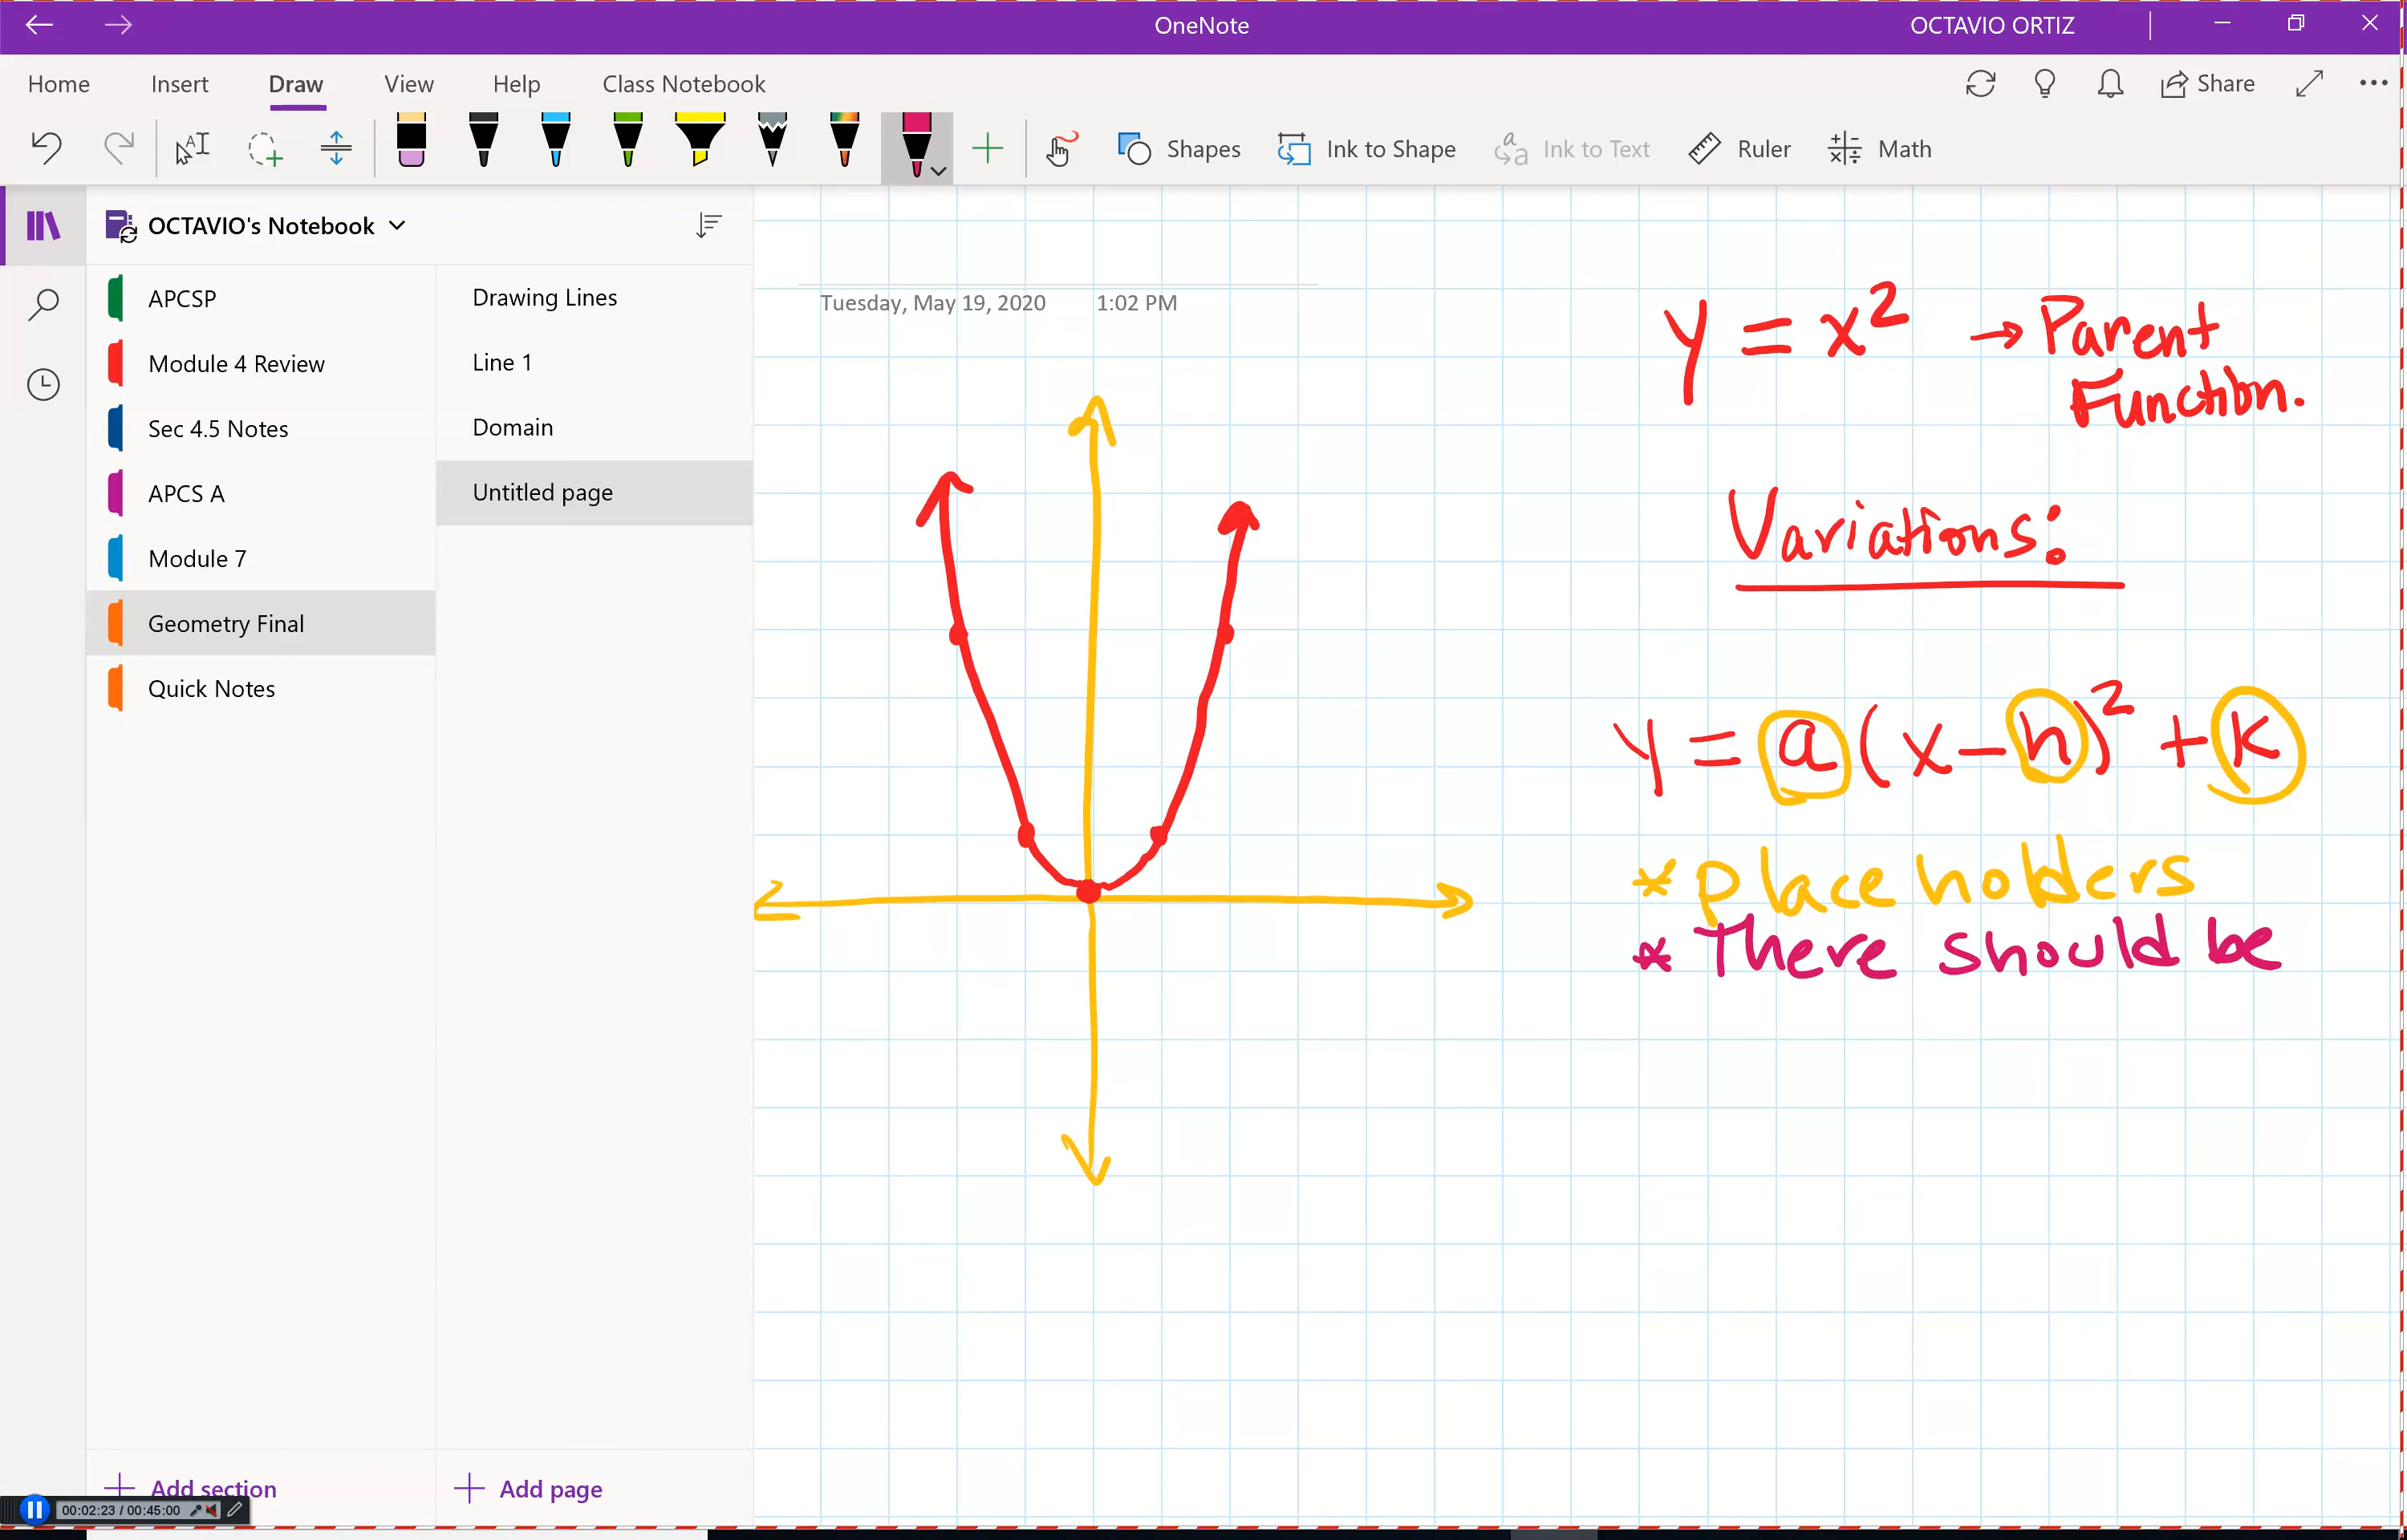 OneNote
OCTAVIO ORTIZ
Home Insert Draw View Help Class Notebook Share
Shapes Ink to Shape Ink to Text Ruler Math
OCTAVIO's Notebook
APCSP
Module 4 Review
Sec 4.5 Notes
APCS A
Module 7
Geometry Final
Quick Notes
Drawing Lines
Line 1
Domain
Untitled page
Tuesday, May 19, 2020 1:02 PM
y = x² → Parent
Function.
Variations:
y = a(x-h)² + k
* Place holders
* There should be
Add section
Add page
00:02:23 / 00:45:00